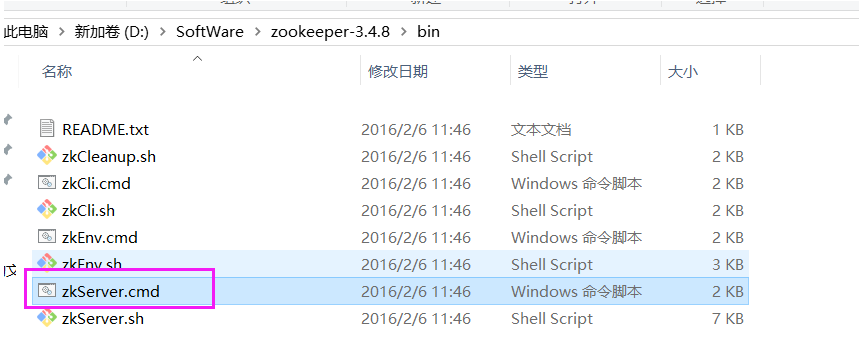 此电脑 > 新加卷 (D:) > SoftWare > zookeeper-3.4.8 > bin
名称 修改日期 类型 大小
README.txt 2016/2/6 11:46 文本文档 1 KB
zkCleanup.sh 2016/2/6 11:46 Shell Script 2 KB
zkCli.cmd 2016/2/6 11:46 Windows 命令脚本 2 KB
zkCli.sh 2016/2/6 11:46 Shell Script 2 KB
zkEnv.cmd 2016/2/6 11:46 Windows 命令脚本 2 KB
zkEnv.sh 2016/2/6 11:46 Shell Script 3 KB
zkServer.cmd 2016/2/6 11:46 Windows 命令脚本 2 KB
zkServer.sh 2016/2/6 11:46 Shell Script 7 KB